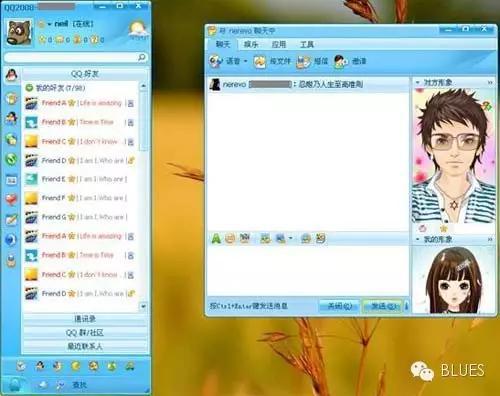 QQ2008-
neil [在线]
QQ 好友
我的好友(7/98)
Friend A (Life is amazing
Friend B (Time is Time
Friend C (I don't know
Friend D (I am I.Who are
Friend E (I am I.Who are
Friend F (I am I.Who are
Friend G (I am I.Who are
Friend A (Life is amazing
Friend B (Time is Time
Friend C (I don't know
Friend D (I am I.Who are
通讯录
QQ 群/社区
最近联系人
查找
与 nerevo 聊天中
聊天 娱乐 应用 工具
语音 传文件 短信 邀请
nerevo : 忍耐乃人生至高准则
对方形象
我的形象
按Ctrl+Enter键发送消息
关闭(C) 发送(S)
BLUES